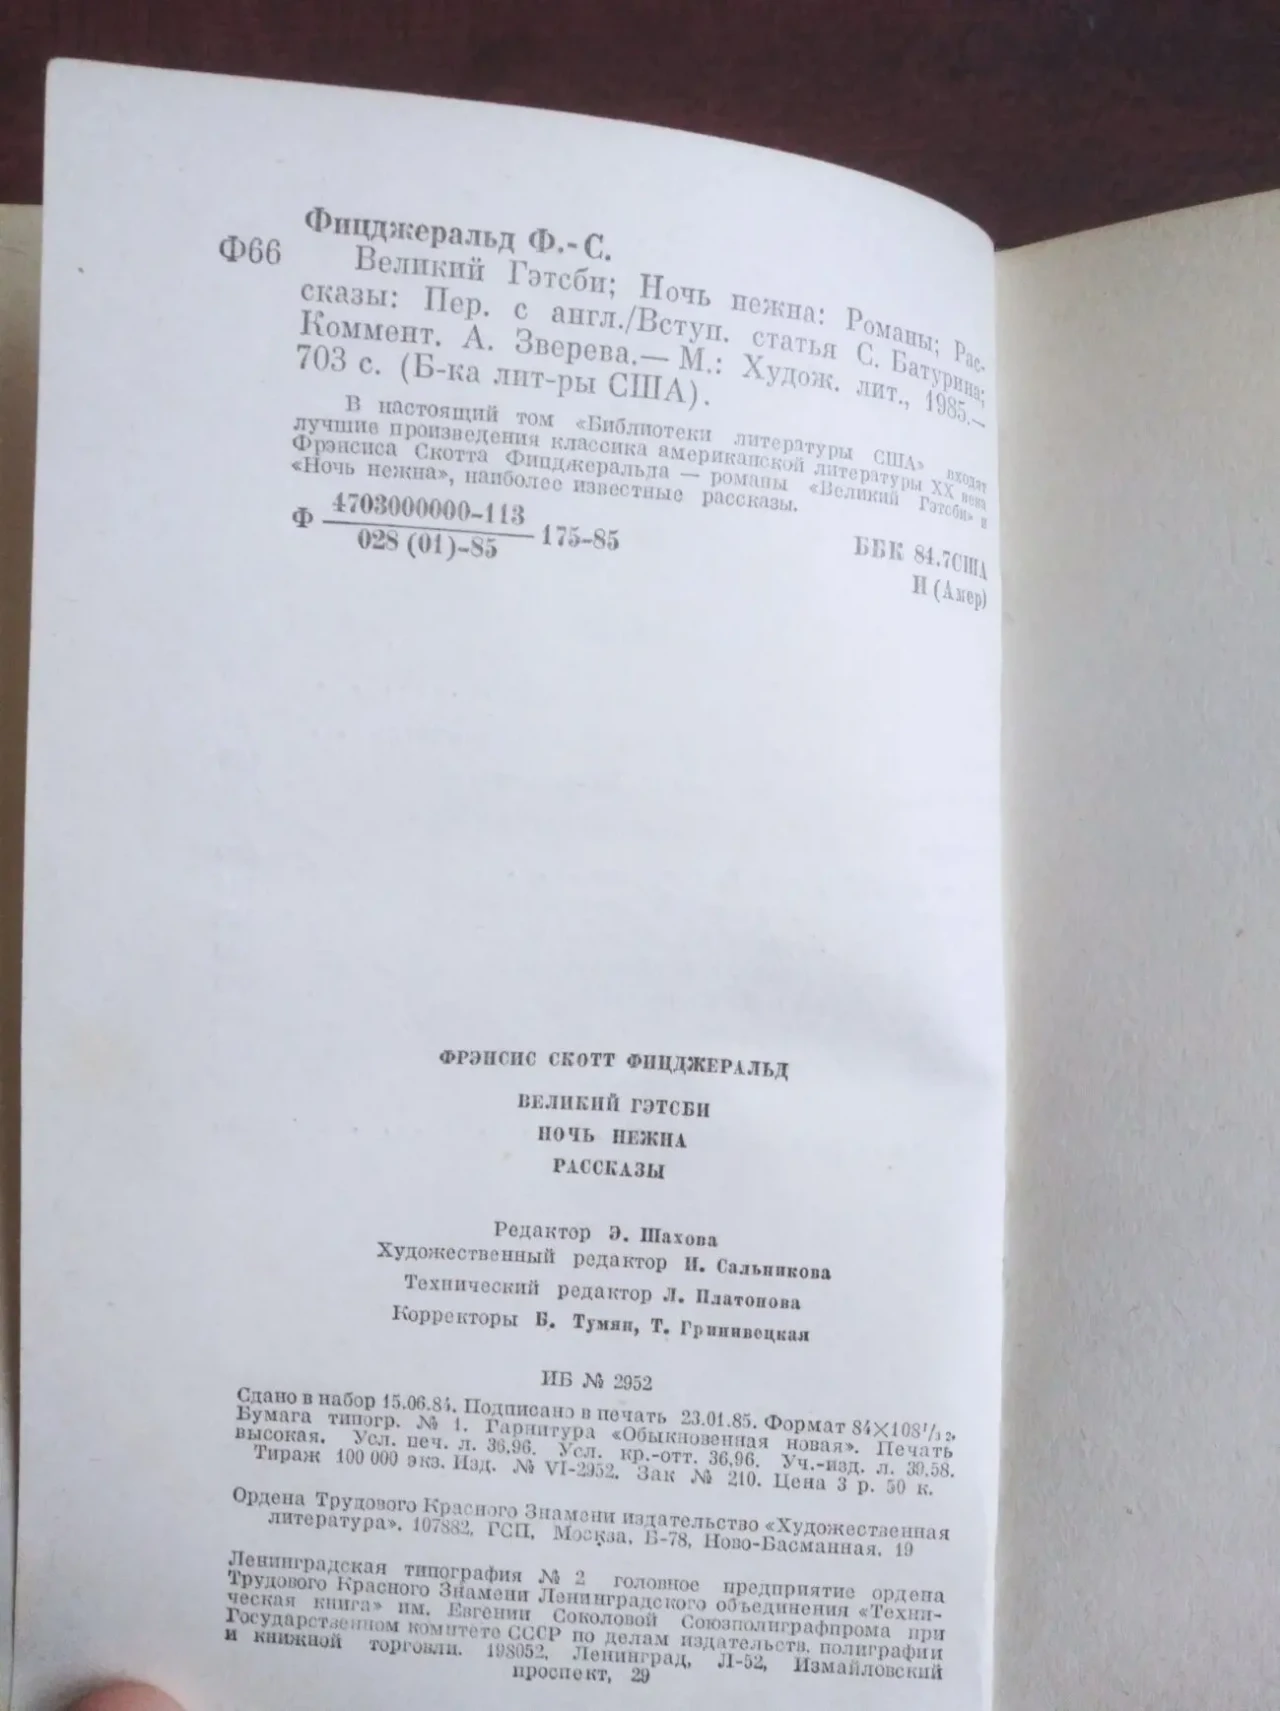 Фицджеральд Ф.-С.
Ф66 Великий Гэтсби; Ночь нежна: Романы; Рас-
сказы: Пер. с англ./Вступ. статья С. Батурина;
Коммент. А. Зверева.— М.: Худож. лит., 1985.—
703 с. (Б-ка лит-ры США).
В настоящий том «Библиотеки литературы США» входят
лучшие произведения классика американской литературы XX века
Фрэнсиса Скотта Фицджеральда — романы «Великий Гэтсби» и
«Ночь нежна», наиболее известные рассказы.
Ф 4703000000-113 175-85
028 (01)-85
ББК 84.7США
И (Амер)
ФРЭНСИС СКОТТ ФИЦДЖЕРАЛЬД
ВЕЛИКИЙ ГЭТСБИ
НОЧЬ НЕЖНА
РАССКАЗЫ
Редактор Э. Шахова
Художественный редактор И. Сальникова
Технический редактор Л. Платонова
Корректоры Б. Тумян, Т. Гринивецкая
ИБ № 2952
Сдано в набор 15.06.84. Подписано в печать 23.01.85. Формат 84×108¹/₃₂.
Бумага типогр. № 1. Гарнитура «Обыкновенная новая». Печать
высокая. Усл. печ. л. 36,96. Усл. кр.-отт. 36,96. Уч.-изд. л. 39,58.
Тираж 100 000 экз. Изд. № VI-2952. Зак № 210. Цена 3 р. 50 к.
Ордена Трудового Красного Знамени издательство «Художественная
литература». 107882, ГСП, Москва, Б-78, Ново-Басманная, 19
Ленинградская типография № 2 головное предприятие ордена
Трудового Красного Знамени Ленинградского объединения «Техни-
ческая книга» им. Евгении Соколовой Союзполиграфпрома при
Государственном комитете СССР по делам издательств, полиграфии
и книжной торговли. 198052, Ленинград, Л-52, Измайловский
проспект, 29